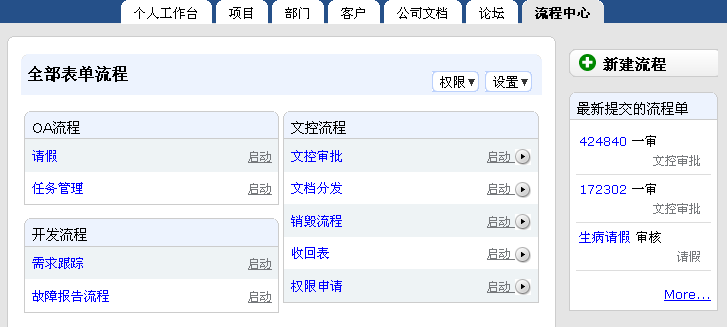 个人工作台 项目 部门 客户 公司文档 论坛 流程中心
全部表单流程
权限▼ 设置▼
OA流程
请假 启动
任务管理 启动
开发流程
需求跟踪 启动
故障报告流程 启动
文控流程
文控审批 启动
文档分发 启动
销毁流程 启动
收回表 启动
权限申请 启动
新建流程
最新提交的流程单
424840 一审
文控审批
172302 一审
文控审批
生病请假 审核
请假
More...